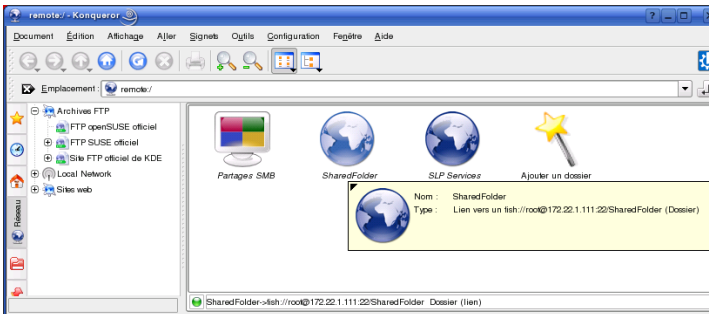 remote:/ - Konqueror
Document Édition Affichage Aller Signets Outils Configuration Fenêtre Aide
Emplacement : remote:/
Archives FTP
FTP openSUSE officiel
FTP SUSE officiel
Site FTP officiel de KDE
Local Network
Sites web
Réseau
Partages SMB
SharedFolder
SLP Services
Ajouter un dossier
Nom : SharedFolder
Type : Lien vers un fish://root@172.22.1.111:22/SharedFolder (Dossier)
SharedFolder->fish://root@172.22.1.111:22/SharedFolder Dossier (lien)